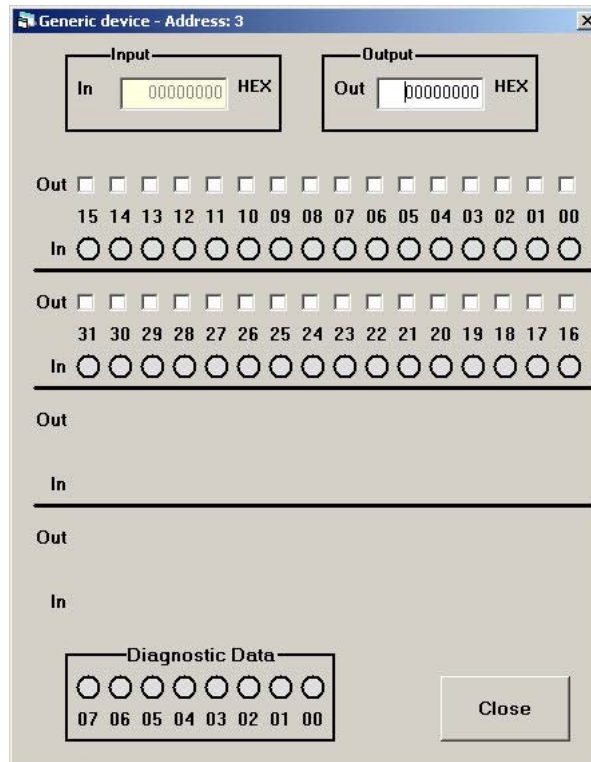 Generic device - Address: 3
Input Output
In 00000000 HEX Out 00000000 HEX
Out
15 14 13 12 11 10 09 08 07 06 05 04 03 02 01 00
In
Out
31 30 29 28 27 26 25 24 23 22 21 20 19 18 17 16
In
Out
In
Out
In
Diagnostic Data
07 06 05 04 03 02 01 00
Close